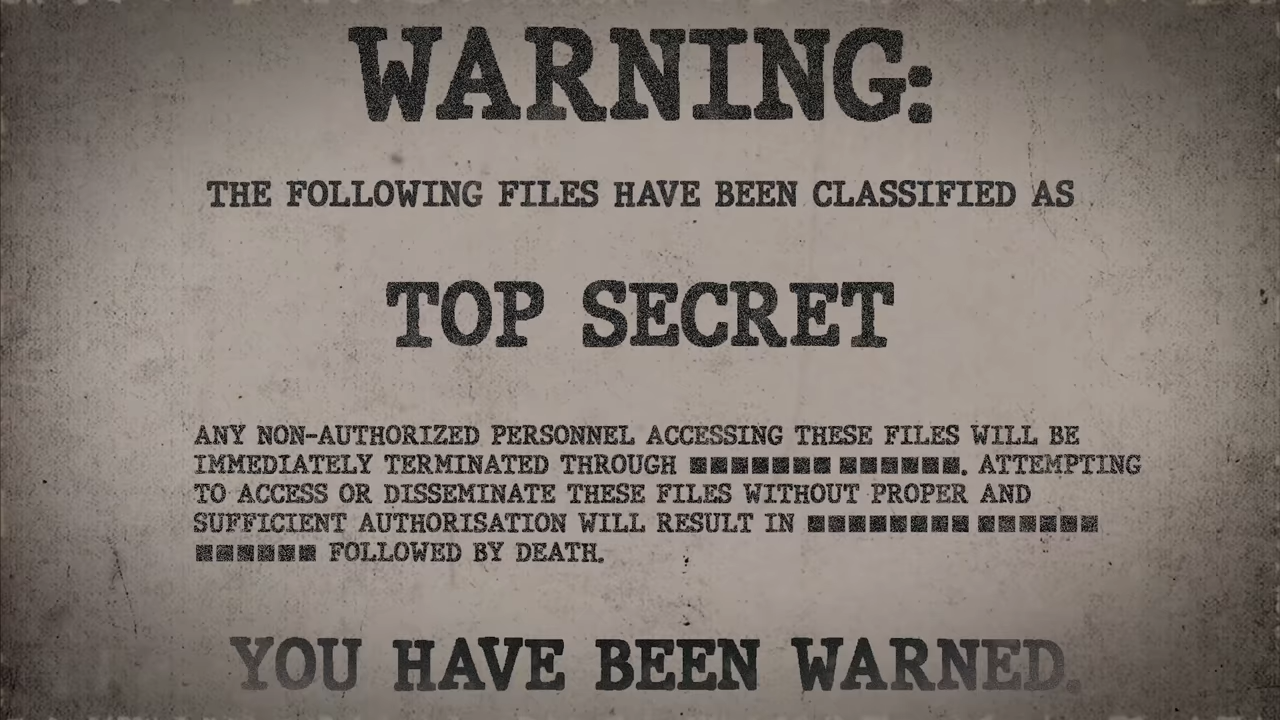 WARNING:
THE FOLLOWING FILES HAVE BEEN CLASSIFIED AS
TOP SECRET
ANY NON-AUTHORIZED PERSONNEL ACCESSING THESE FILES WILL BE
IMMEDIATELY TERMINATED THROUGH ■■■■■■■ ■■■■■■. ATTEMPTING
TO ACCESS OR DISSEMINATE THESE FILES WITHOUT PROPER AND
SUFFICIENT AUTHORISATION WILL RESULT IN ■■■■■■■■ ■■■■■■
■■■■■■ FOLLOWED BY DEATH.
YOU HAVE BEEN WARNED.